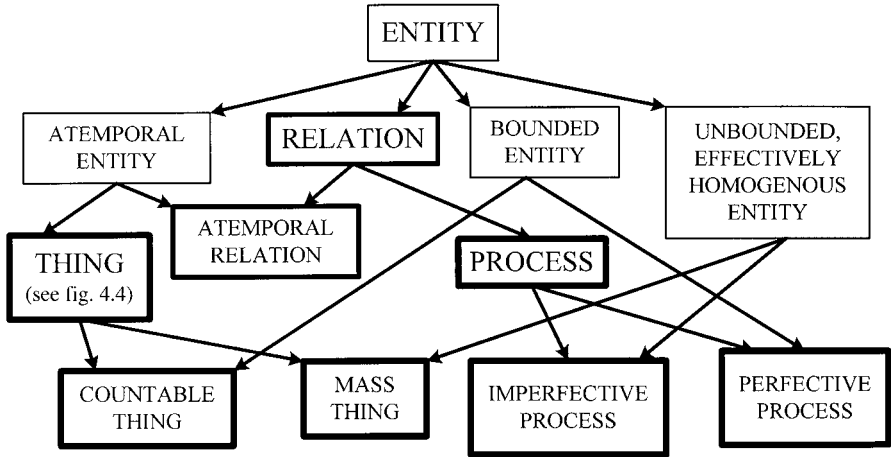 ENTITY
ATEMPORAL
ENTITY
RELATION
BOUNDED
ENTITY
UNBOUNDED,
EFFECTIVELY
HOMOGENOUS
ENTITY
THING
(see fig. 4.4)
ATEMPORAL
RELATION
PROCESS
COUNTABLE
THING
MASS
THING
IMPERFECTIVE
PROCESS
PERFECTIVE
PROCESS